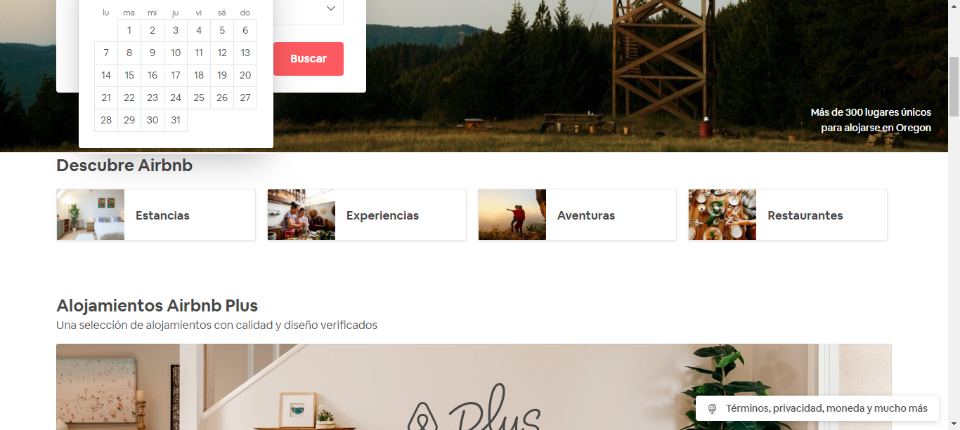 lu ma mi ju vi sá do
1 2 3 4 5 6
7 8 9 10 11 12 13
14 15 16 17 18 19 20
21 22 23 24 25 26 27
28 29 30 31
Buscar
Más de 300 lugares únicos
para alojarse en Oregon
Descubre Airbnb
Estancias
Experiencias
Aventuras
Restaurantes
Alojamientos Airbnb Plus
Una selección de alojamientos con calidad y diseño verificados
Plus
Términos, privacidad, moneda y mucho más